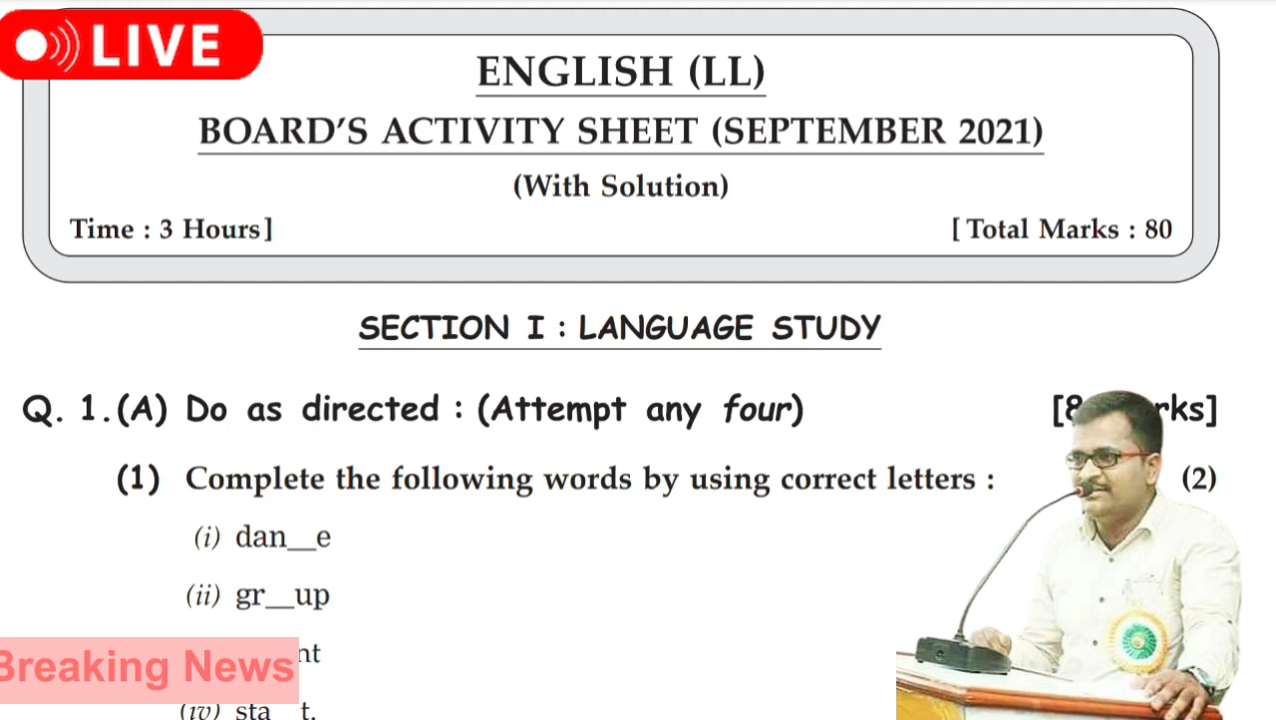 LIVE
ENGLISH (LL)
BOARD'S ACTIVITY SHEET (SEPTEMBER 2021)
(With Solution)
Time : 3 Hours]
[ Total Marks : 80
SECTION I : LANGUAGE STUDY
Q. 1.(A) Do as directed : (Attempt any four)
(1) Complete the following words by using correct letters : (2)
(i) dan__e
(ii) gr__up
Breaking News
(iv) sta__t.